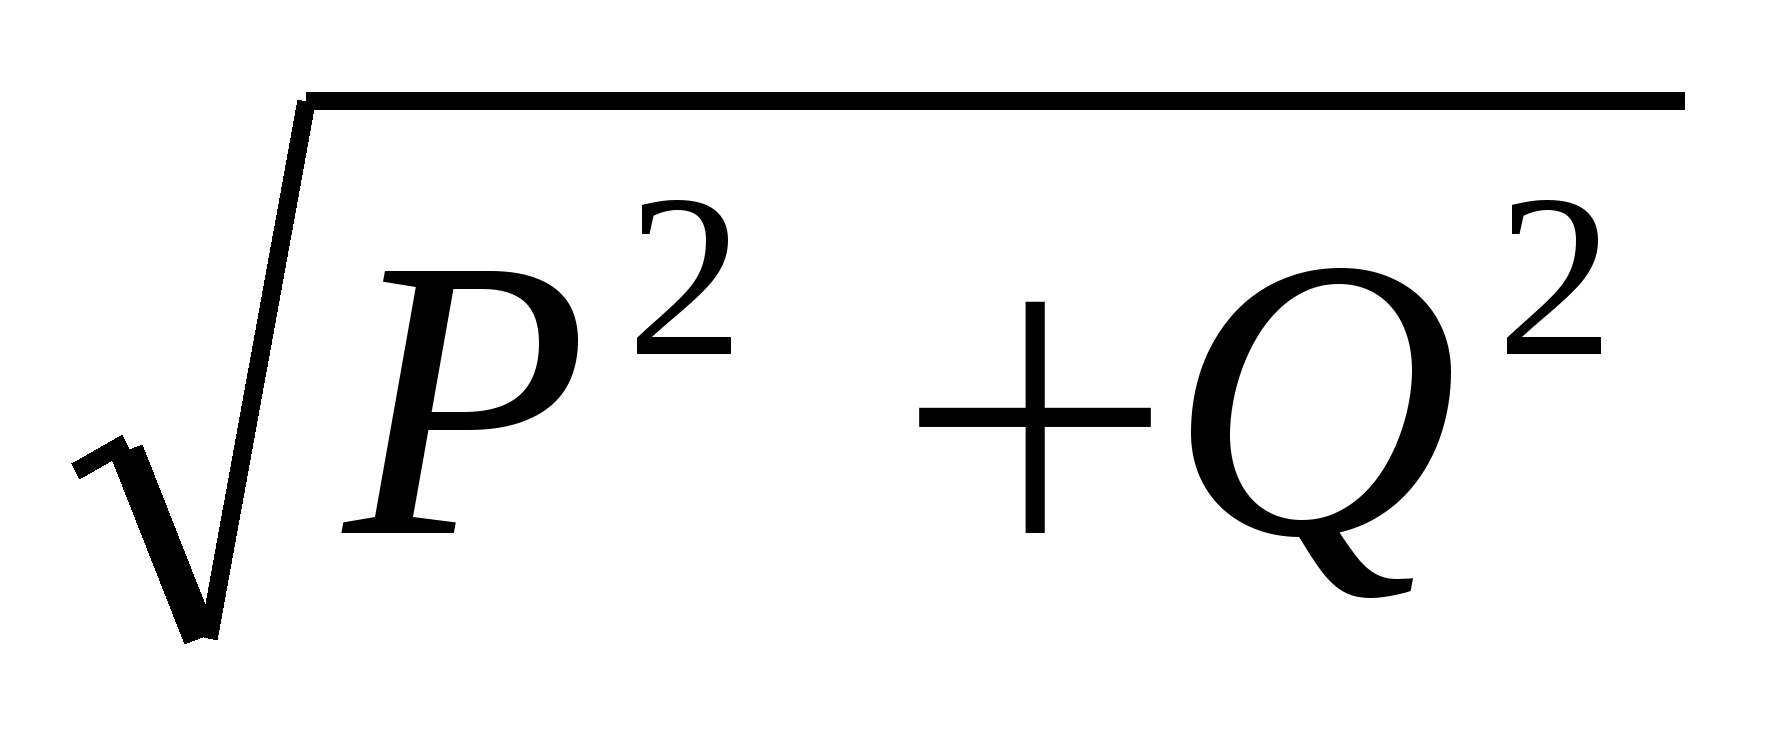 √(P² + Q²)